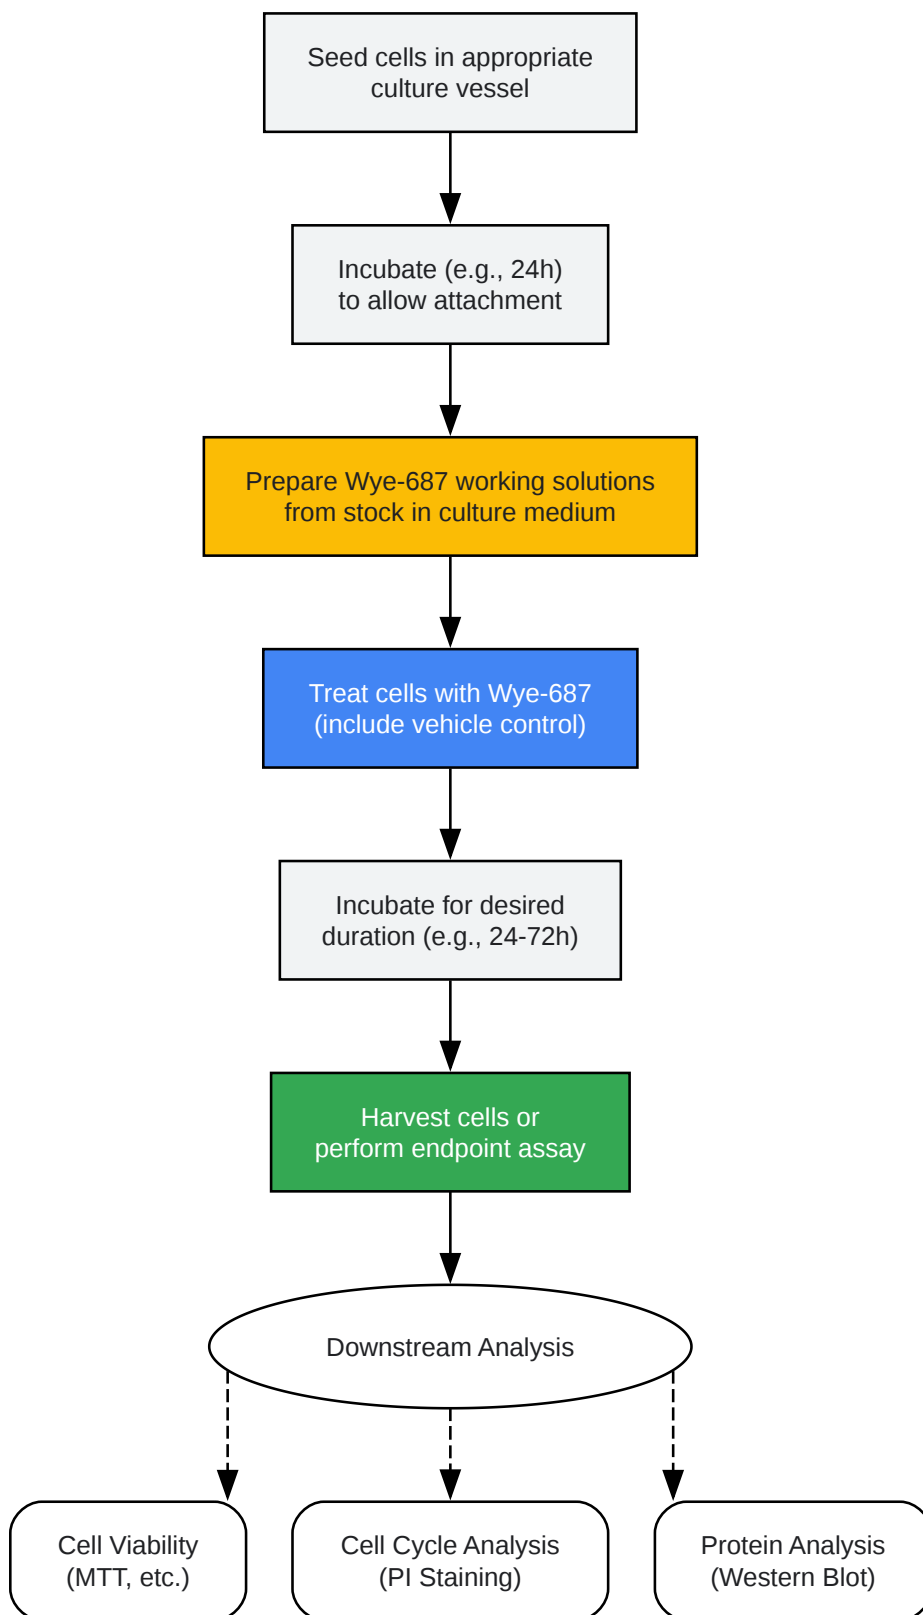 Seed cells in appropriate
culture vessel
Incubate (e.g., 24h)
to allow attachment
Prepare Wye-687 working solutions
from stock in culture medium
Treat cells with Wye-687
(include vehicle control)
Incubate for desired
duration (e.g., 24-72h)
Harvest cells or
perform endpoint assay
Downstream Analysis
Cell Viability
(MTT, etc.)
Cell Cycle Analysis
(PI Staining)
Protein Analysis
(Western Blot)